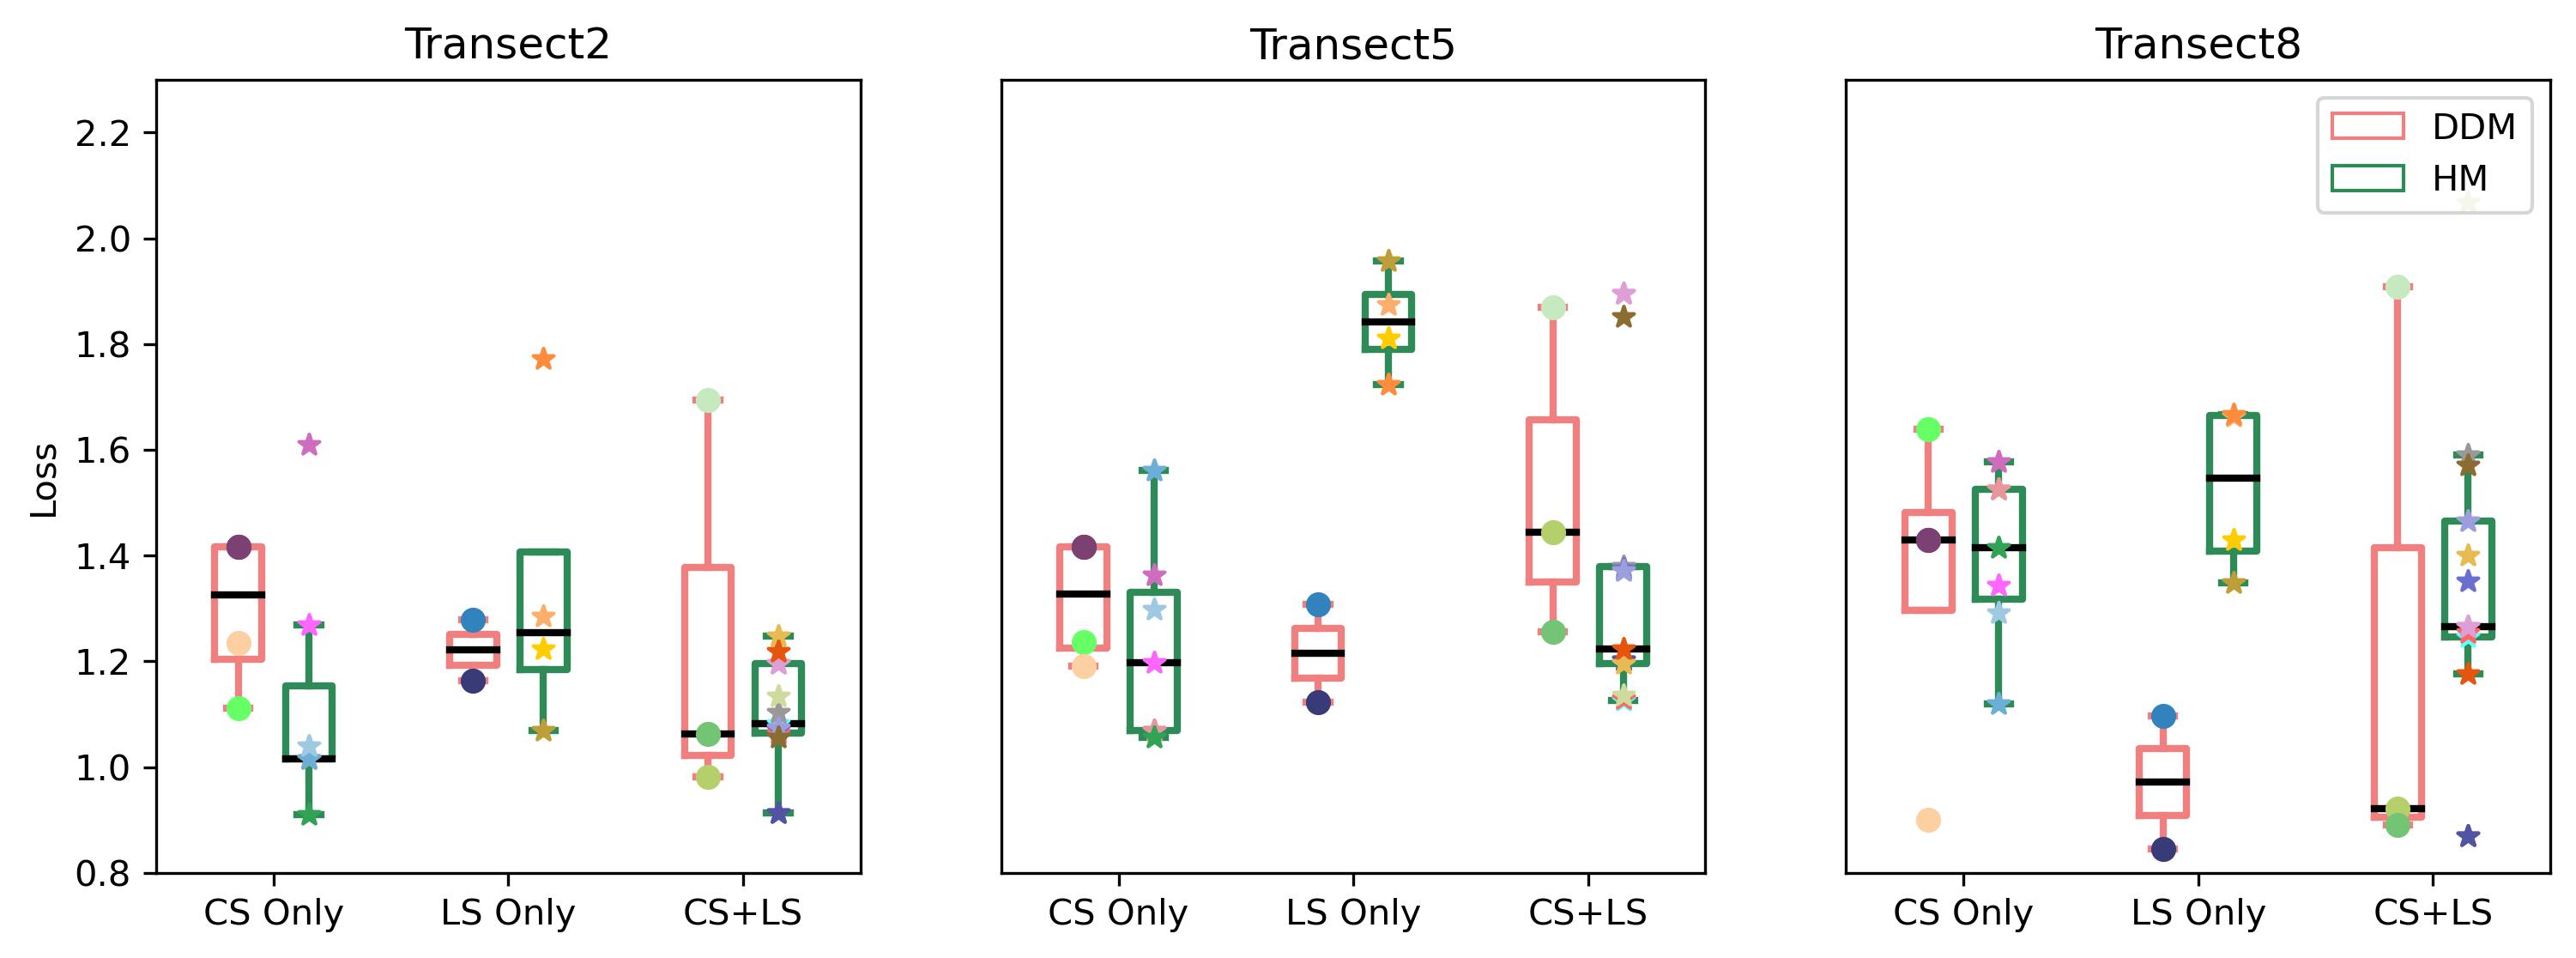 Transect2
Transect5
Transect8
DDM
HM
Loss
2.2
2.0
1.8
1.6
1.4
1.2
1.0
0.8
CS Only
LS Only
CS+LS
CS Only
LS Only
CS+LS
CS Only
LS Only
CS+LS